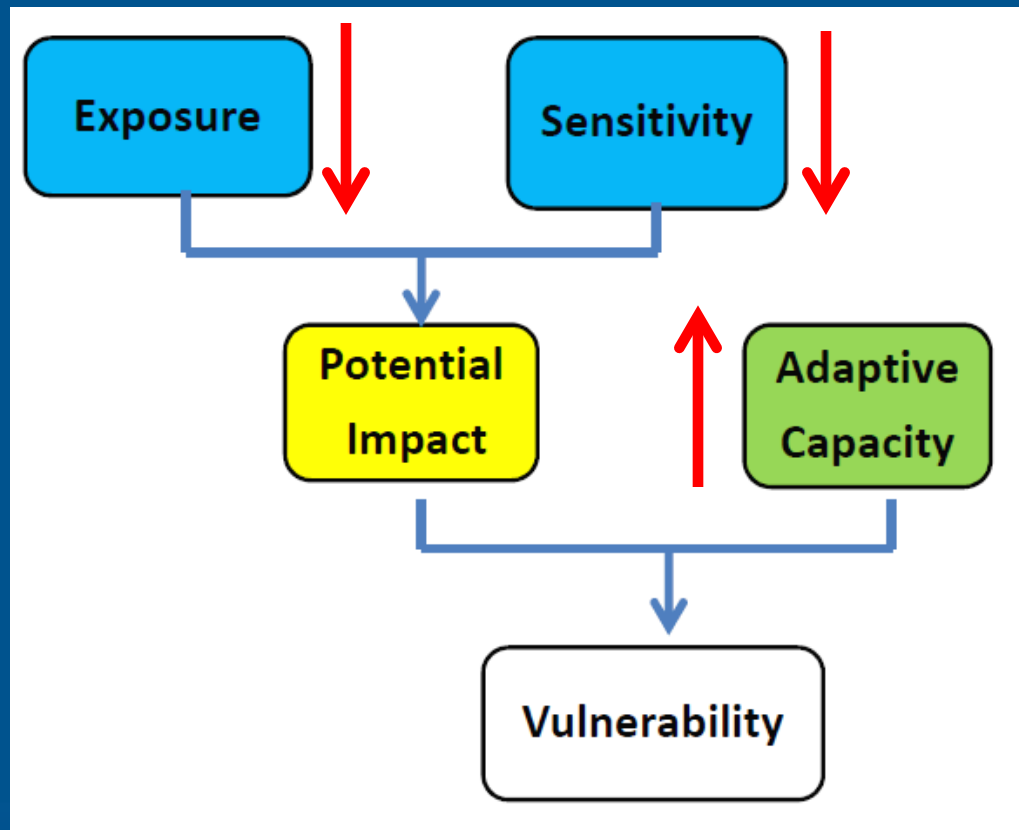 Exposure
Sensitivity
Potential
Impact
Adaptive
Capacity
Vulnerability